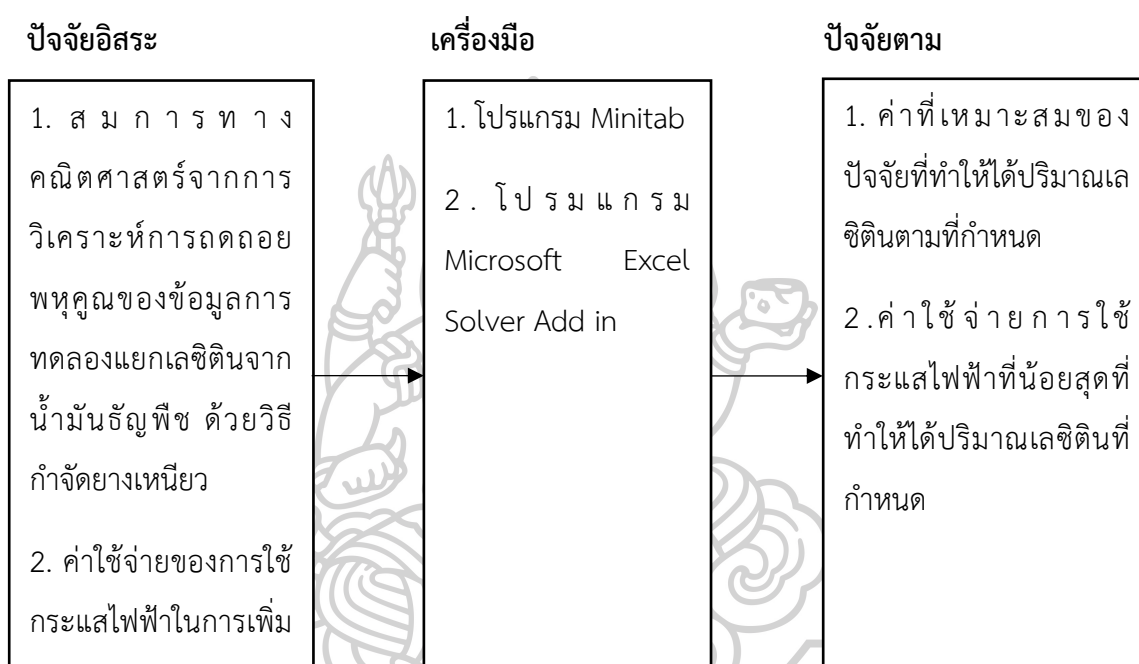 ปัจจัยอิสระ
เครื่องมือ
ปัจจัยตาม
1. สมการทาง
คณิตศาสตร์จากการ
วิเคราะห์การถดถอย
พหุคูณของข้อมูลการ
ทดลองแยกเลซิตินจาก
น้ำมันธัญพืช ด้วยวิธี
กำจัดยางเหนียว
2. ค่าใช้จ่ายของการใช้
กระแสไฟฟ้าในการเพิ่ม
1. โปรแกรม Minitab
2. โปรมแกรม
Microsoft Excel
Solver Add in
1. ค่าที่เหมาะสมของ
ปัจจัยที่ทำให้ได้ปริมาณเล
ซิตินตามที่กำหนด
2.ค่าใช้จ่ายการใช้
กระแสไฟฟ้าที่น้อยสุดที่
ทำให้ได้ปริมาณเลซิตินที่
กำหนด